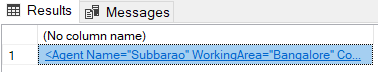 Results Messages
(No column name)
1 <Agent Name="Subbarao" WorkingArea="Bangalore" Co...